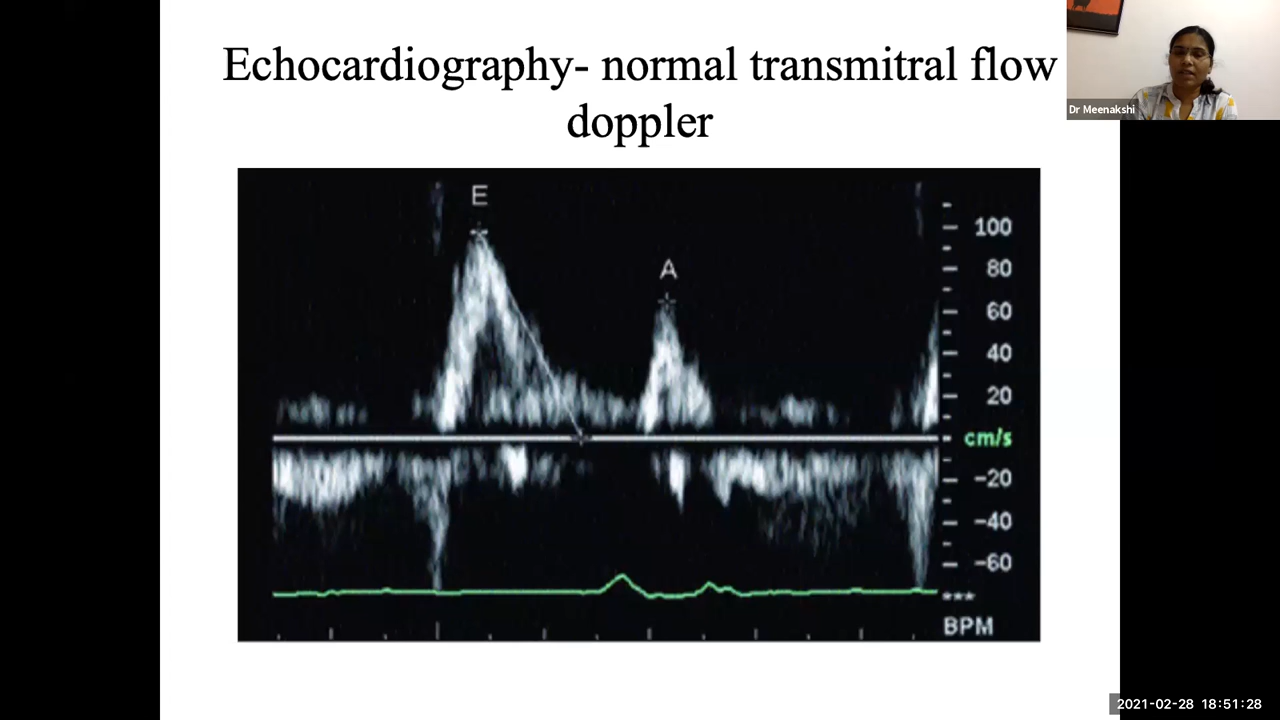 Echocardiography- normal transmitral flow
doppler
Dr Meenakshi
E
A
100
80
60
40
20
cm/s
-20
-40
-60
***
BPM
2021-02-28 18:51:28